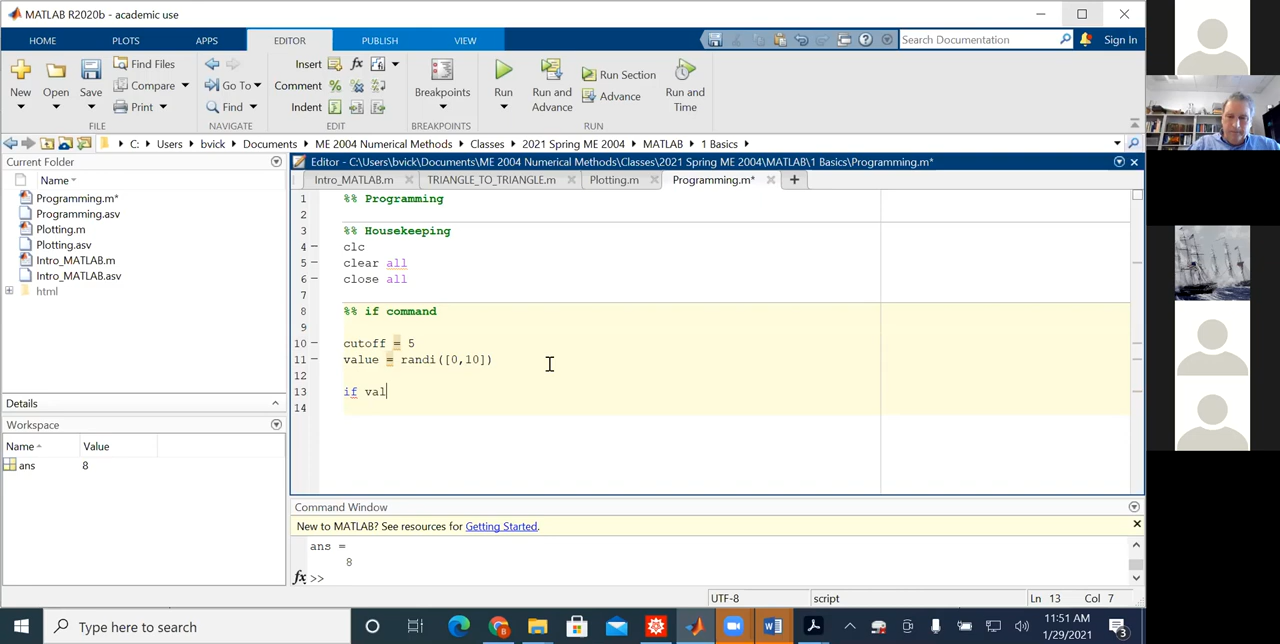 MATLAB R2020b - academic use
HOME PLOTS APPS EDITOR PUBLISH VIEW Search Documentation Sign In
New Open Save Find Files Compare Print Go To Find Insert fx Comment % Indent Breakpoints Run Run and Advance Run Section Advance Run and Time
FILE NAVIGATE EDIT BREAKPOINTS RUN
C: Users bvick Documents ME 2004 Numerical Methods Classes 2021 Spring ME 2004 MATLAB 1 Basics
Current Folder
Name
Programming.m*
Programming.asv
Plotting.m
Plotting.asv
Intro_MATLAB.m
Intro_MATLAB.asv
html
Details
Workspace
Name Value
ans 8
Editor - C:\Users\bvick\Documents\ME 2004 Numerical Methods\Classes\2021 Spring ME 2004\MATLAB\1 Basics\Programming.m*
Intro_MATLAB.m TRIANGLE_TO_TRIANGLE.m Plotting.m Programming.m* +
1 %% Programming
2
3 %% Housekeeping
4 clc
5 clear all
6 close all
7
8 %% if command
9
10 cutoff = 5
11 value = randi([0,10])
12
13 if val
14
Command Window
New to MATLAB? See resources for Getting Started.
ans =
8
fx >>
UTF-8 script Ln 13 Col 7
Type here to search
11:51 AM
1/29/2021
3